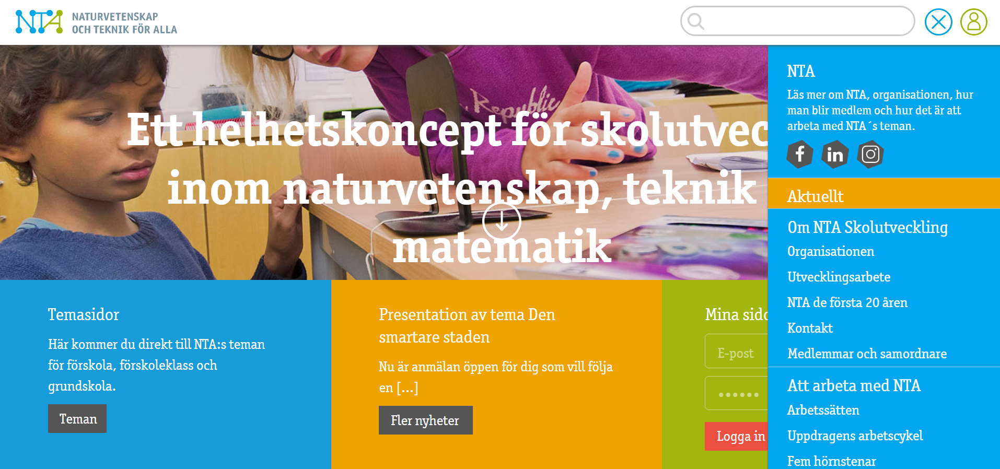 NATURVETENSKAP
OCH TEKNIK FÖR ALLA
Republic
Ett helhetskoncept för skolutvec
inom naturvetenskap, teknik
matematik
Temasidor
Här kommer du direkt till NTA:s teman
för förskola, förskoleklass och
grundskola.
Teman
Presentation av tema Den
smartare staden
Nu är anmälan öppen för dig som vill följa
en [...]
Fler nyheter
Mina sido
E-post
Logga in
NTA
Läs mer om NTA, organisationen, hur
man blir medlem och hur det är att
arbeta med NTA´s teman.
Aktuellt
Om NTA Skolutveckling
Organisationen
Utvecklingsarbete
NTA de första 20 åren
Kontakt
Medlemmar och samordnare
Att arbeta med NTA
Arbetssätten
Uppdragens arbetscykel
Fem hörnstenar